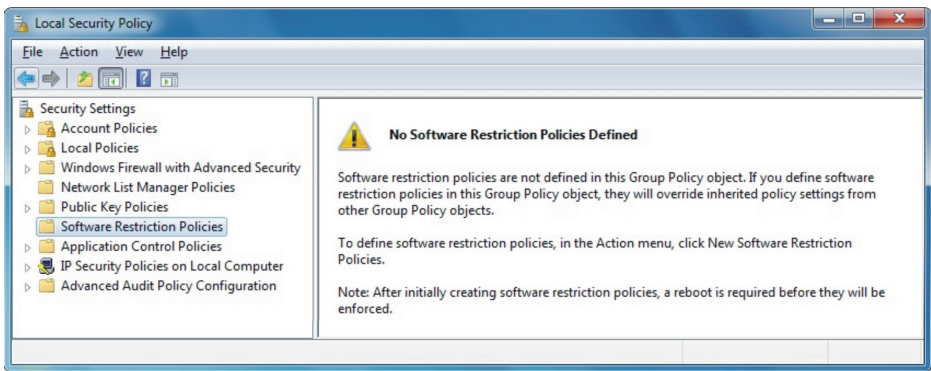 Local Security Policy
File Action View Help
Security Settings
Account Policies
Local Policies
Windows Firewall with Advanced Security
Network List Manager Policies
Public Key Policies
Software Restriction Policies
Application Control Policies
IP Security Policies on Local Computer
Advanced Audit Policy Configuration
No Software Restriction Policies Defined
Software restriction policies are not defined in this Group Policy object. If you define software
restriction policies in this Group Policy object, they will override inherited policy settings from
other Group Policy objects.
To define software restriction policies, in the Action menu, click New Software Restriction
Policies.
Note: After initially creating software restriction policies, a reboot is required before they will be
enforced.